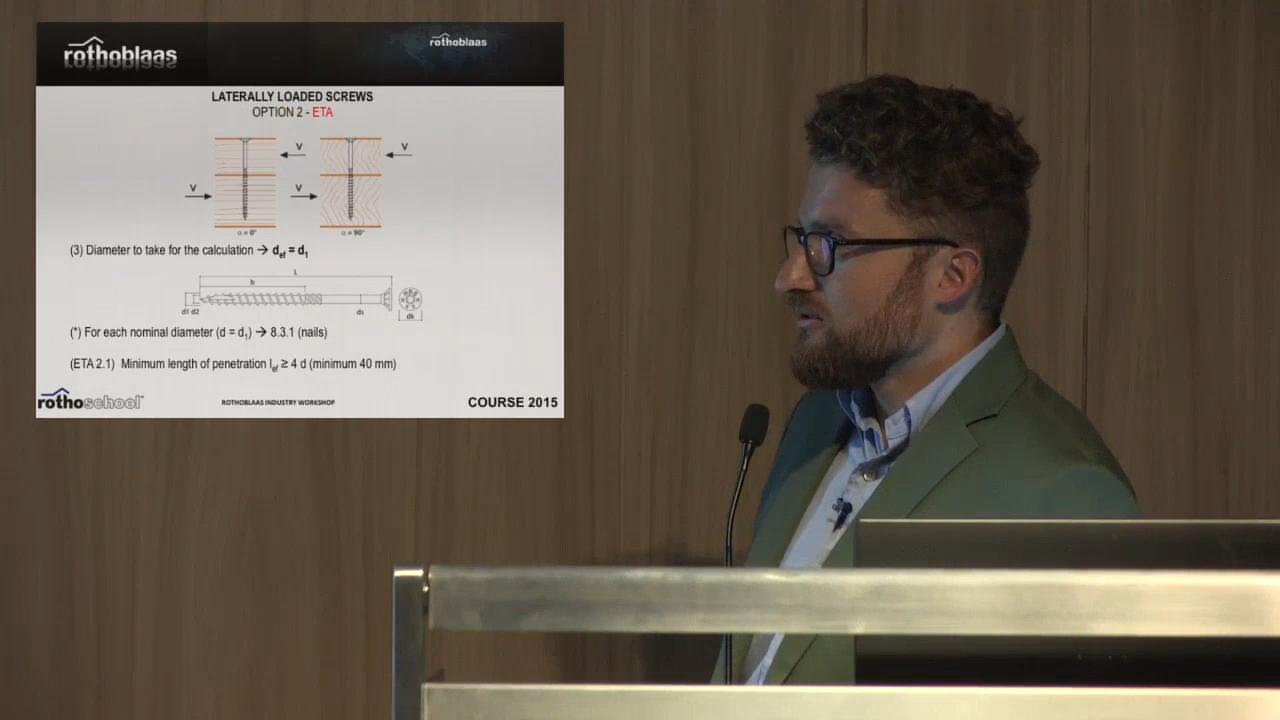 rothoblaas
rothoblaas
LATERALLY LOADED SCREWS
OPTION 2 - ETA
V
V
V
V
α = 0°
α = 90°
(3) Diameter to take for the calculation → def = d1
L
b
d1 d2
ds
dk
(*) For each nominal diameter (d = d1) → 8.3.1 (nails)
(ETA 2.1) Minimum length of penetration lef ≥ 4 d (minimum 40 mm)
rothoschool
ROTHOBLAAS INDUSTRY WORKSHOP
COURSE 2015